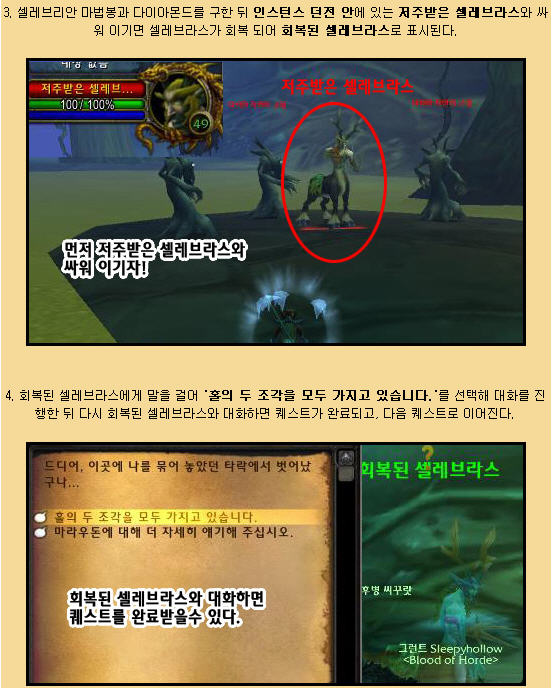 3. 셀레브리안 마법봉과 다이아몬드를 구한 뒤 인스턴스 던전 안에 있는 저주받은 셀레브라스와 싸
워 이기면 셀레브라스가 회복 되어 회복된 셀레브라스로 표시된다.
대상 없음
저주받은 셀레브...
100 / 100%
49
저주받은 셀레브라스
먼저 저주받은 셀레브라스와
싸워 이기자!
4. 회복된 셀레브라스에게 말을 걸어 '홀의 두 조각을 모두 가지고 있습니다.'를 선택해 대화를 진
행한 뒤 다시 회복된 셀레브라스와 대화하면 퀘스트가 완료되고, 다음 퀘스트로 이어진다.
드디어, 이곳에 나를 묶어 놓았던 타락에서 벗어났
구나...
홀의 두 조각을 모두 가지고 있습니다.
마라우돈에 대해 더 자세히 얘기해 주십시오.
회복된 셀레브라스와 대화하면
퀘스트를 완료받을수 있다.
?
회복된 셀레브라스
후병 씨꾸랏
그런트 Sleepyhollow
<Blood of Horde>